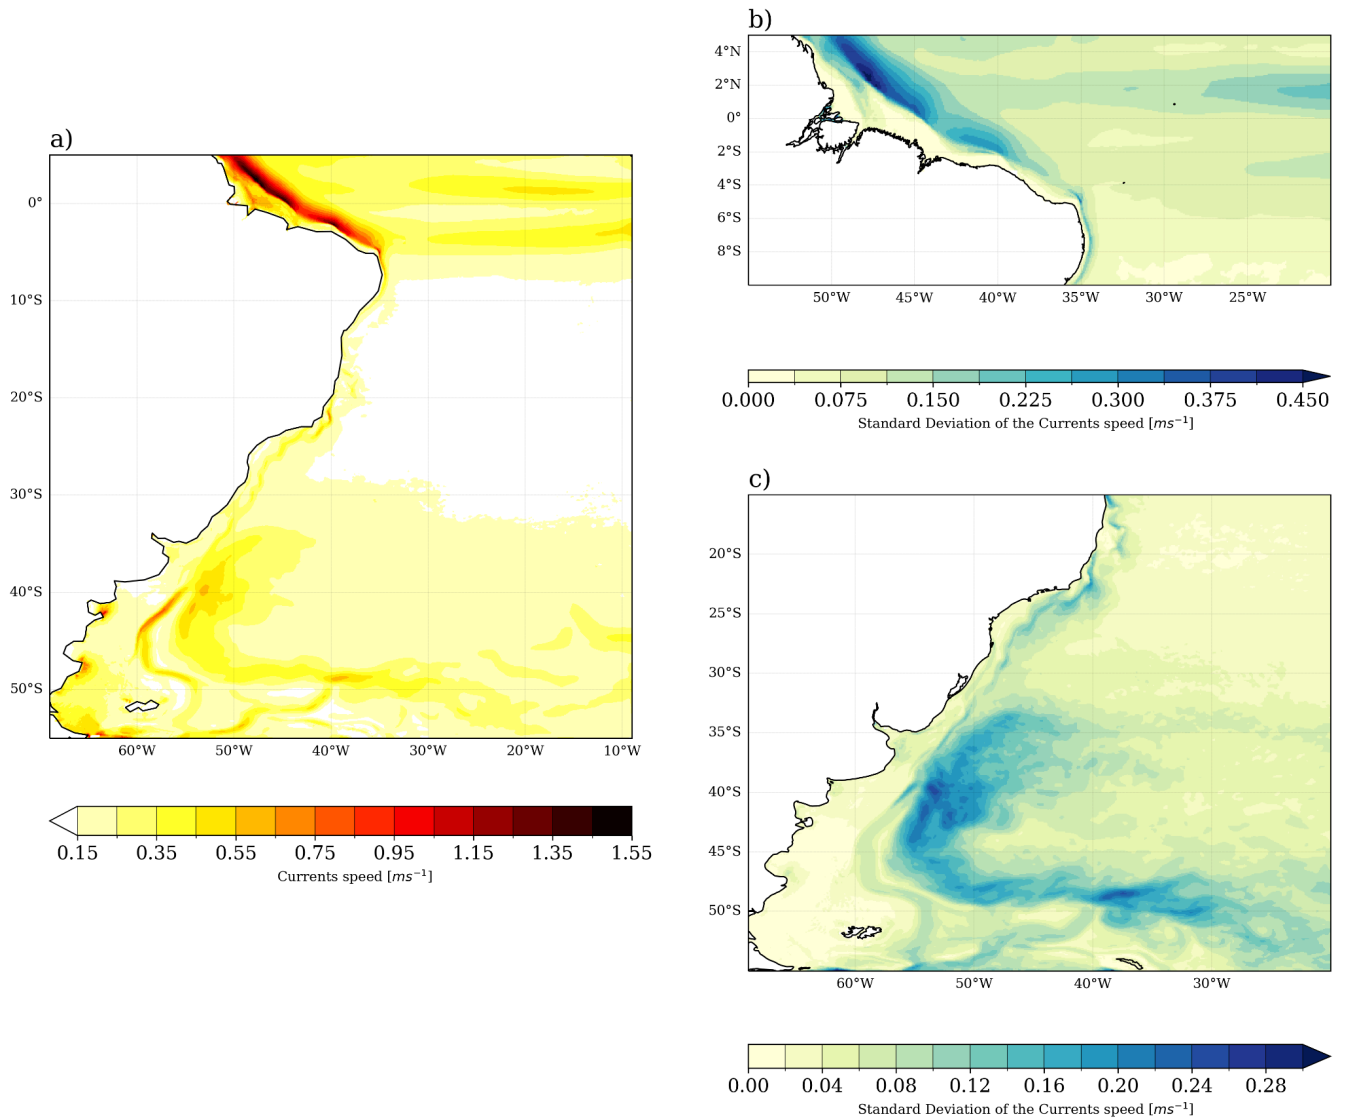 a)
0°
10°S
20°S
30°S
40°S
50°S
60°W 50°W 40°W 30°W 20°W 10°W
0.15 0.35 0.55 0.75 0.95 1.15 1.35 1.55
Currents speed [ms⁻¹]
b)
4°N
2°N
0°
2°S
4°S
6°S
8°S
50°W 45°W 40°W 35°W 30°W 25°W
0.000 0.075 0.150 0.225 0.300 0.375 0.450
Standard Deviation of the Currents speed [ms⁻¹]
c)
20°S
25°S
30°S
35°S
40°S
45°S
50°S
60°W 50°W 40°W 30°W
0.00 0.04 0.08 0.12 0.16 0.20 0.24 0.28
Standard Deviation of the Currents speed [ms⁻¹]